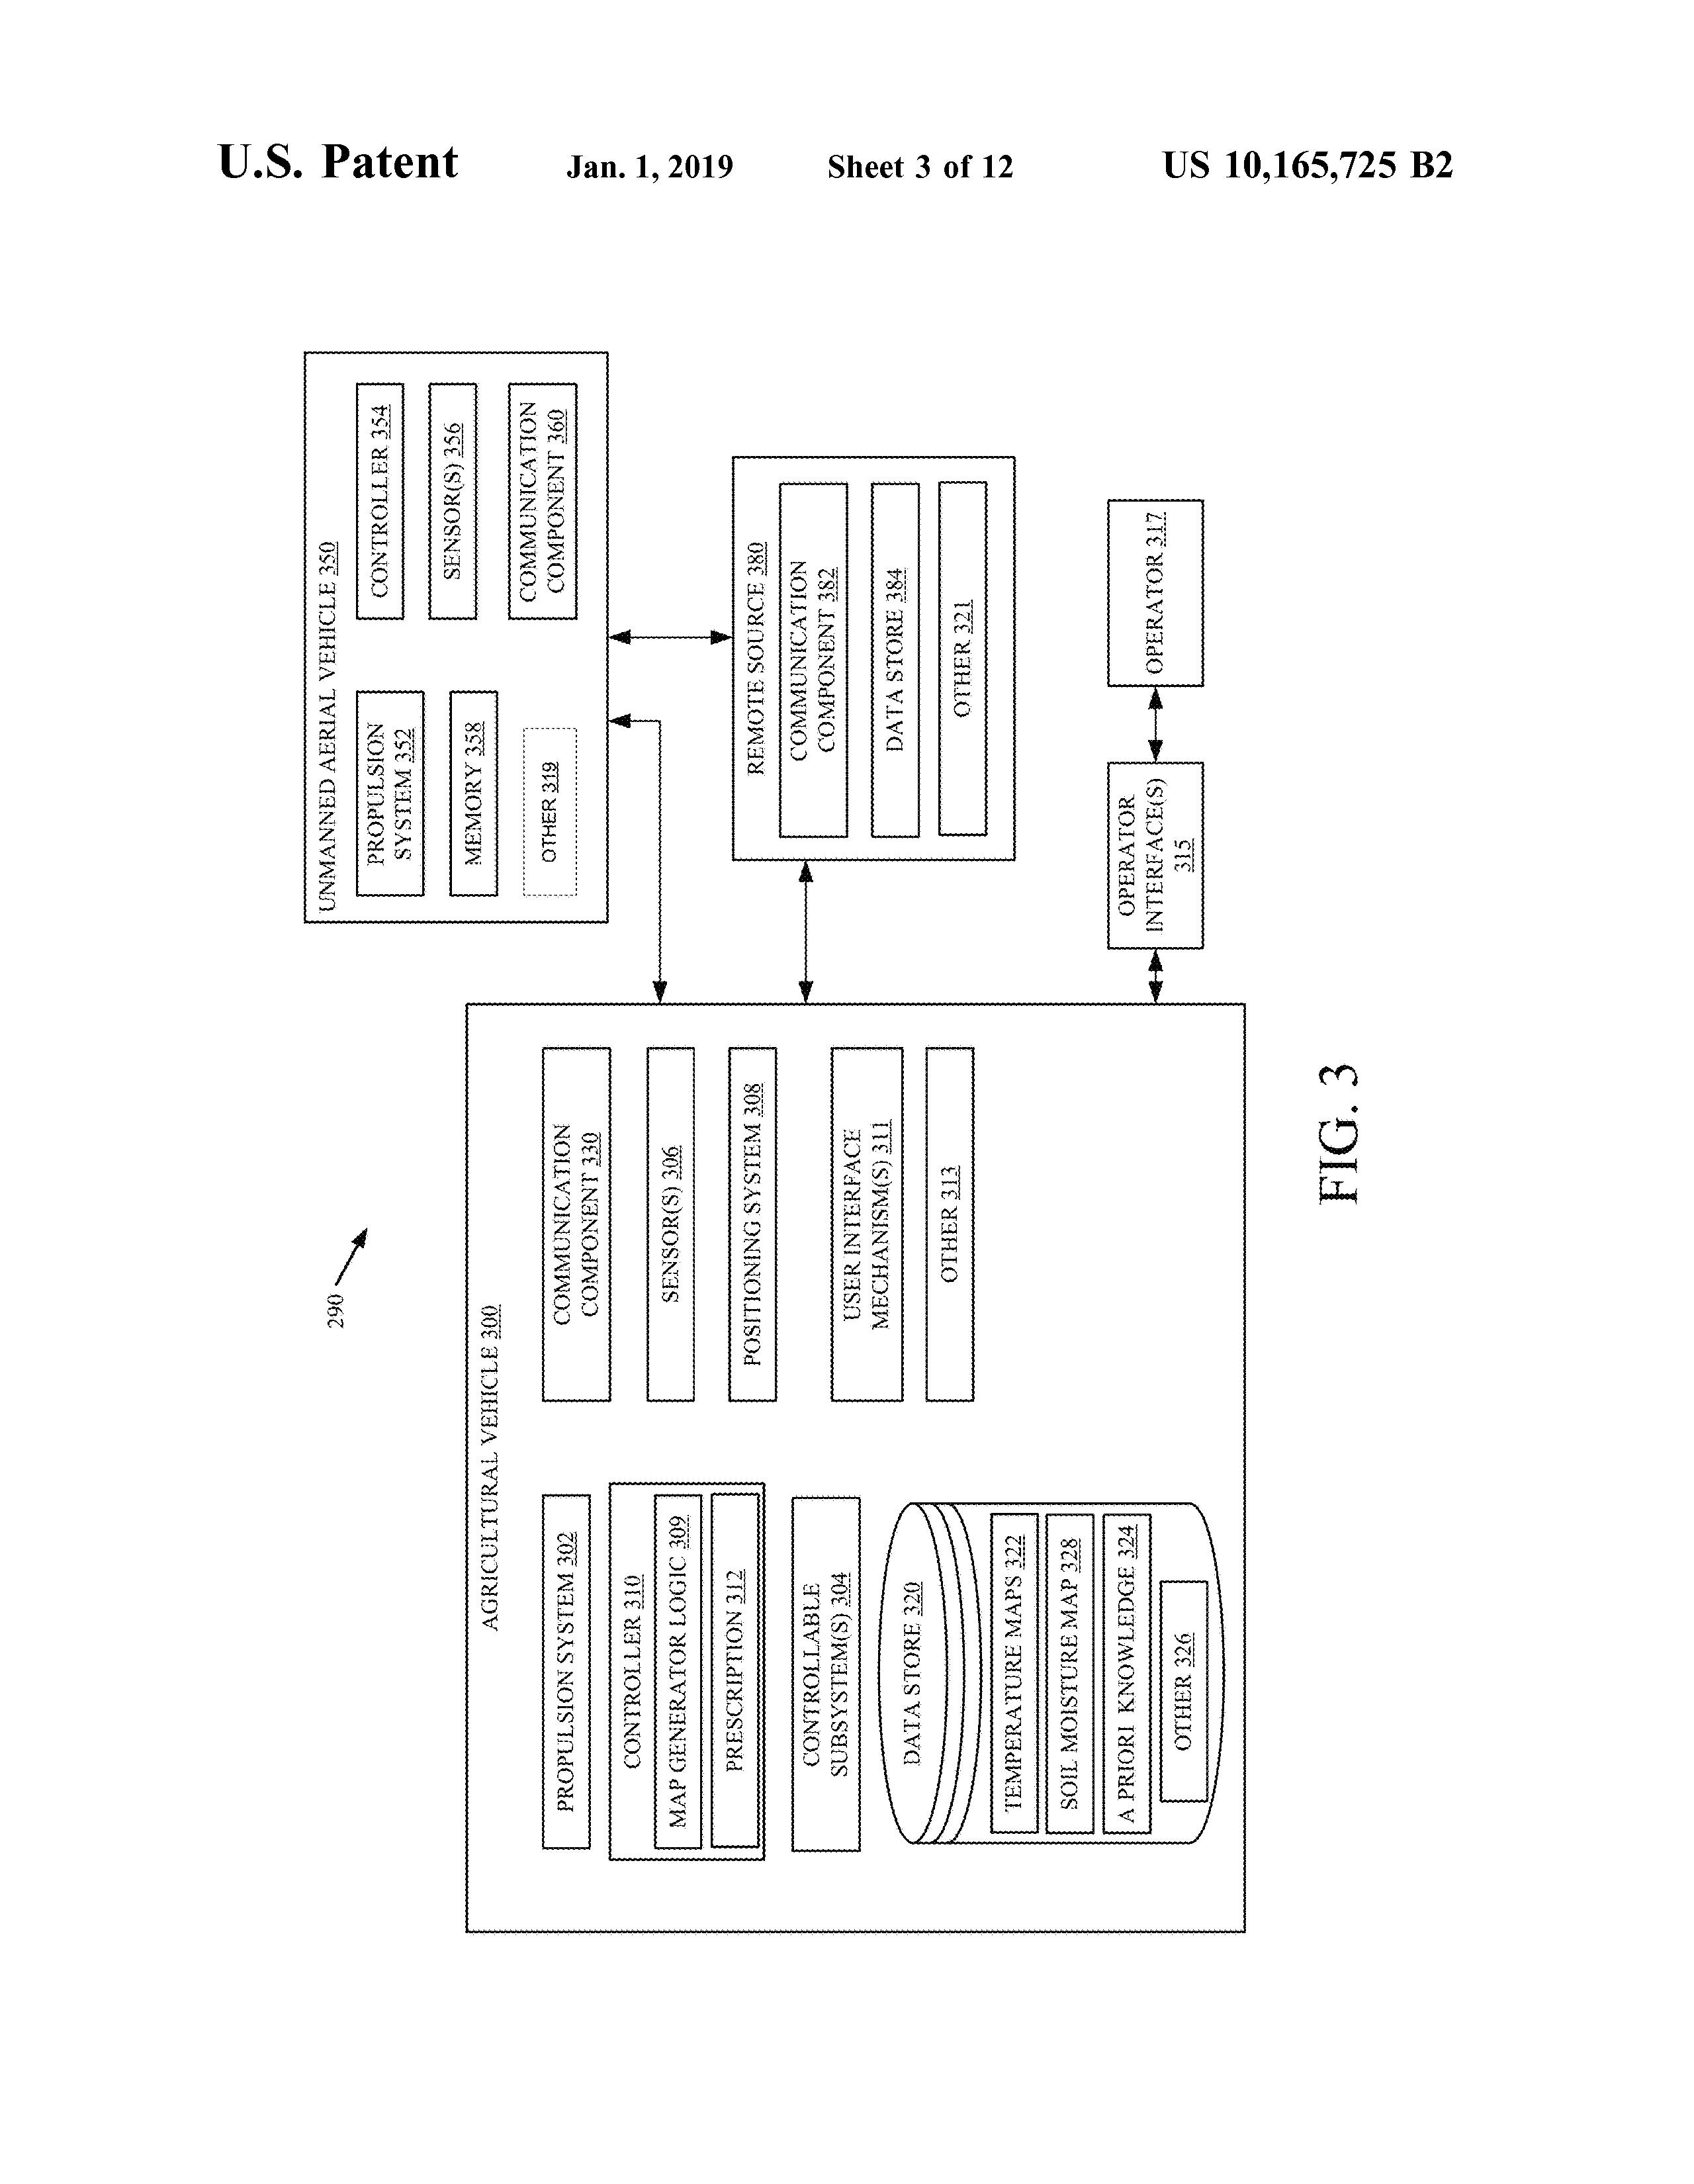 U.S. Patent Jan. 1, 2019 Sheet 3 of 12 US 10,165,725 B2
290
AGRICULTURAL VEHICLE 300
PROPULSION SYSTEM 302
CONTROLLER 310
MAP GENERATOR LOGIC 309
PRESCRIPTION 312
CONTROLLABLE
SUBSYSTEM(S) 304
DATA STORE 320
TEMPERATURE MAPS 322
SOIL MOISTURE MAP 328
A PRIORI KNOWLEDGE 324
OTHER 326
COMMUNICATION
COMPONENT 330
SENSOR(S) 306
POSITIONING SYSTEM 308
USER INTERFACE
MECHANISM(S) 311
OTHER 313
UNMANNED AERIAL VEHICLE 350
PROPULSION
SYSTEM 352
MEMORY 358
OTHER 319
CONTROLLER 354
SENSOR(S) 356
COMMUNICATION
COMPONENT 360
REMOTE SOURCE 380
COMMUNICATION
COMPONENT 382
DATA STORE 384
OTHER 321
OPERATOR
INTERFACE(S)
315
OPERATOR 317
FIG. 3